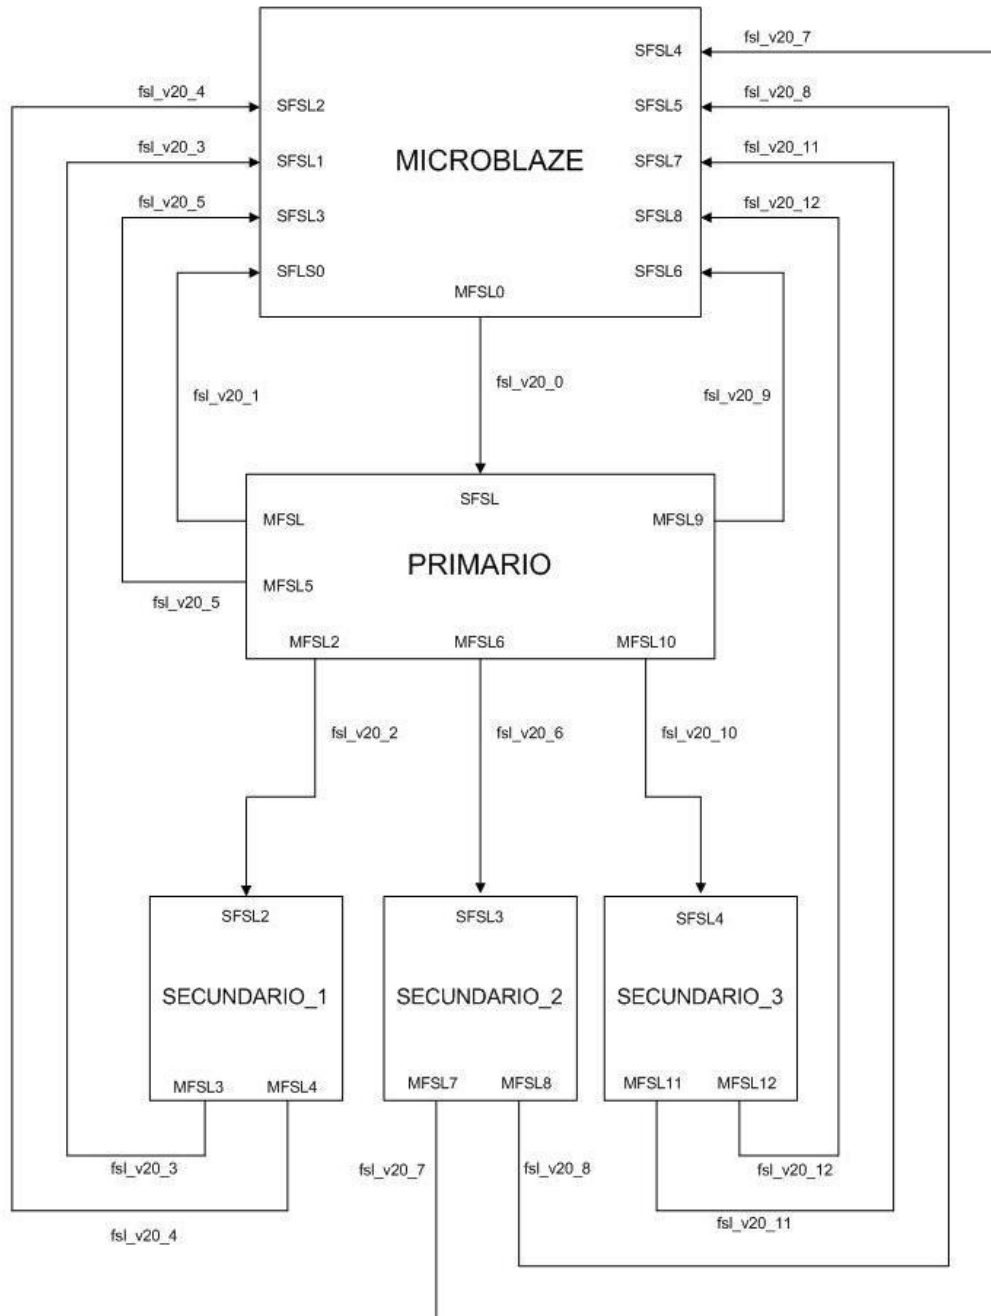 fsl_v20_7
SFSL4
fsl_v20_4
SFSL2
SFSL5
fsl_v20_8
fsl_v20_3
SFSL1
MICROBLAZE
SFSL7
fsl_v20_11
fsl_v20_5
SFSL3
SFSL8
fsl_v20_12
SFLS0
SFSL6
MFSL0
fsl_v20_1
fsl_v20_0
fsl_v20_9
SFSL
MFSL
MFSL9
PRIMARIO
MFSL5
fsl_v20_5
MFSL2
MFSL6
MFSL10
fsl_v20_2
fsl_v20_6
fsl_v20_10
SFSL2
SFSL3
SFSL4
SECUNDARIO_1
SECUNDARIO_2
SECUNDARIO_3
MFSL3
MFSL4
MFSL7
MFSL8
MFSL11
MFSL12
fsl_v20_3
fsl_v20_7
fsl_v20_8
fsl_v20_12
fsl_v20_4
fsl_v20_11